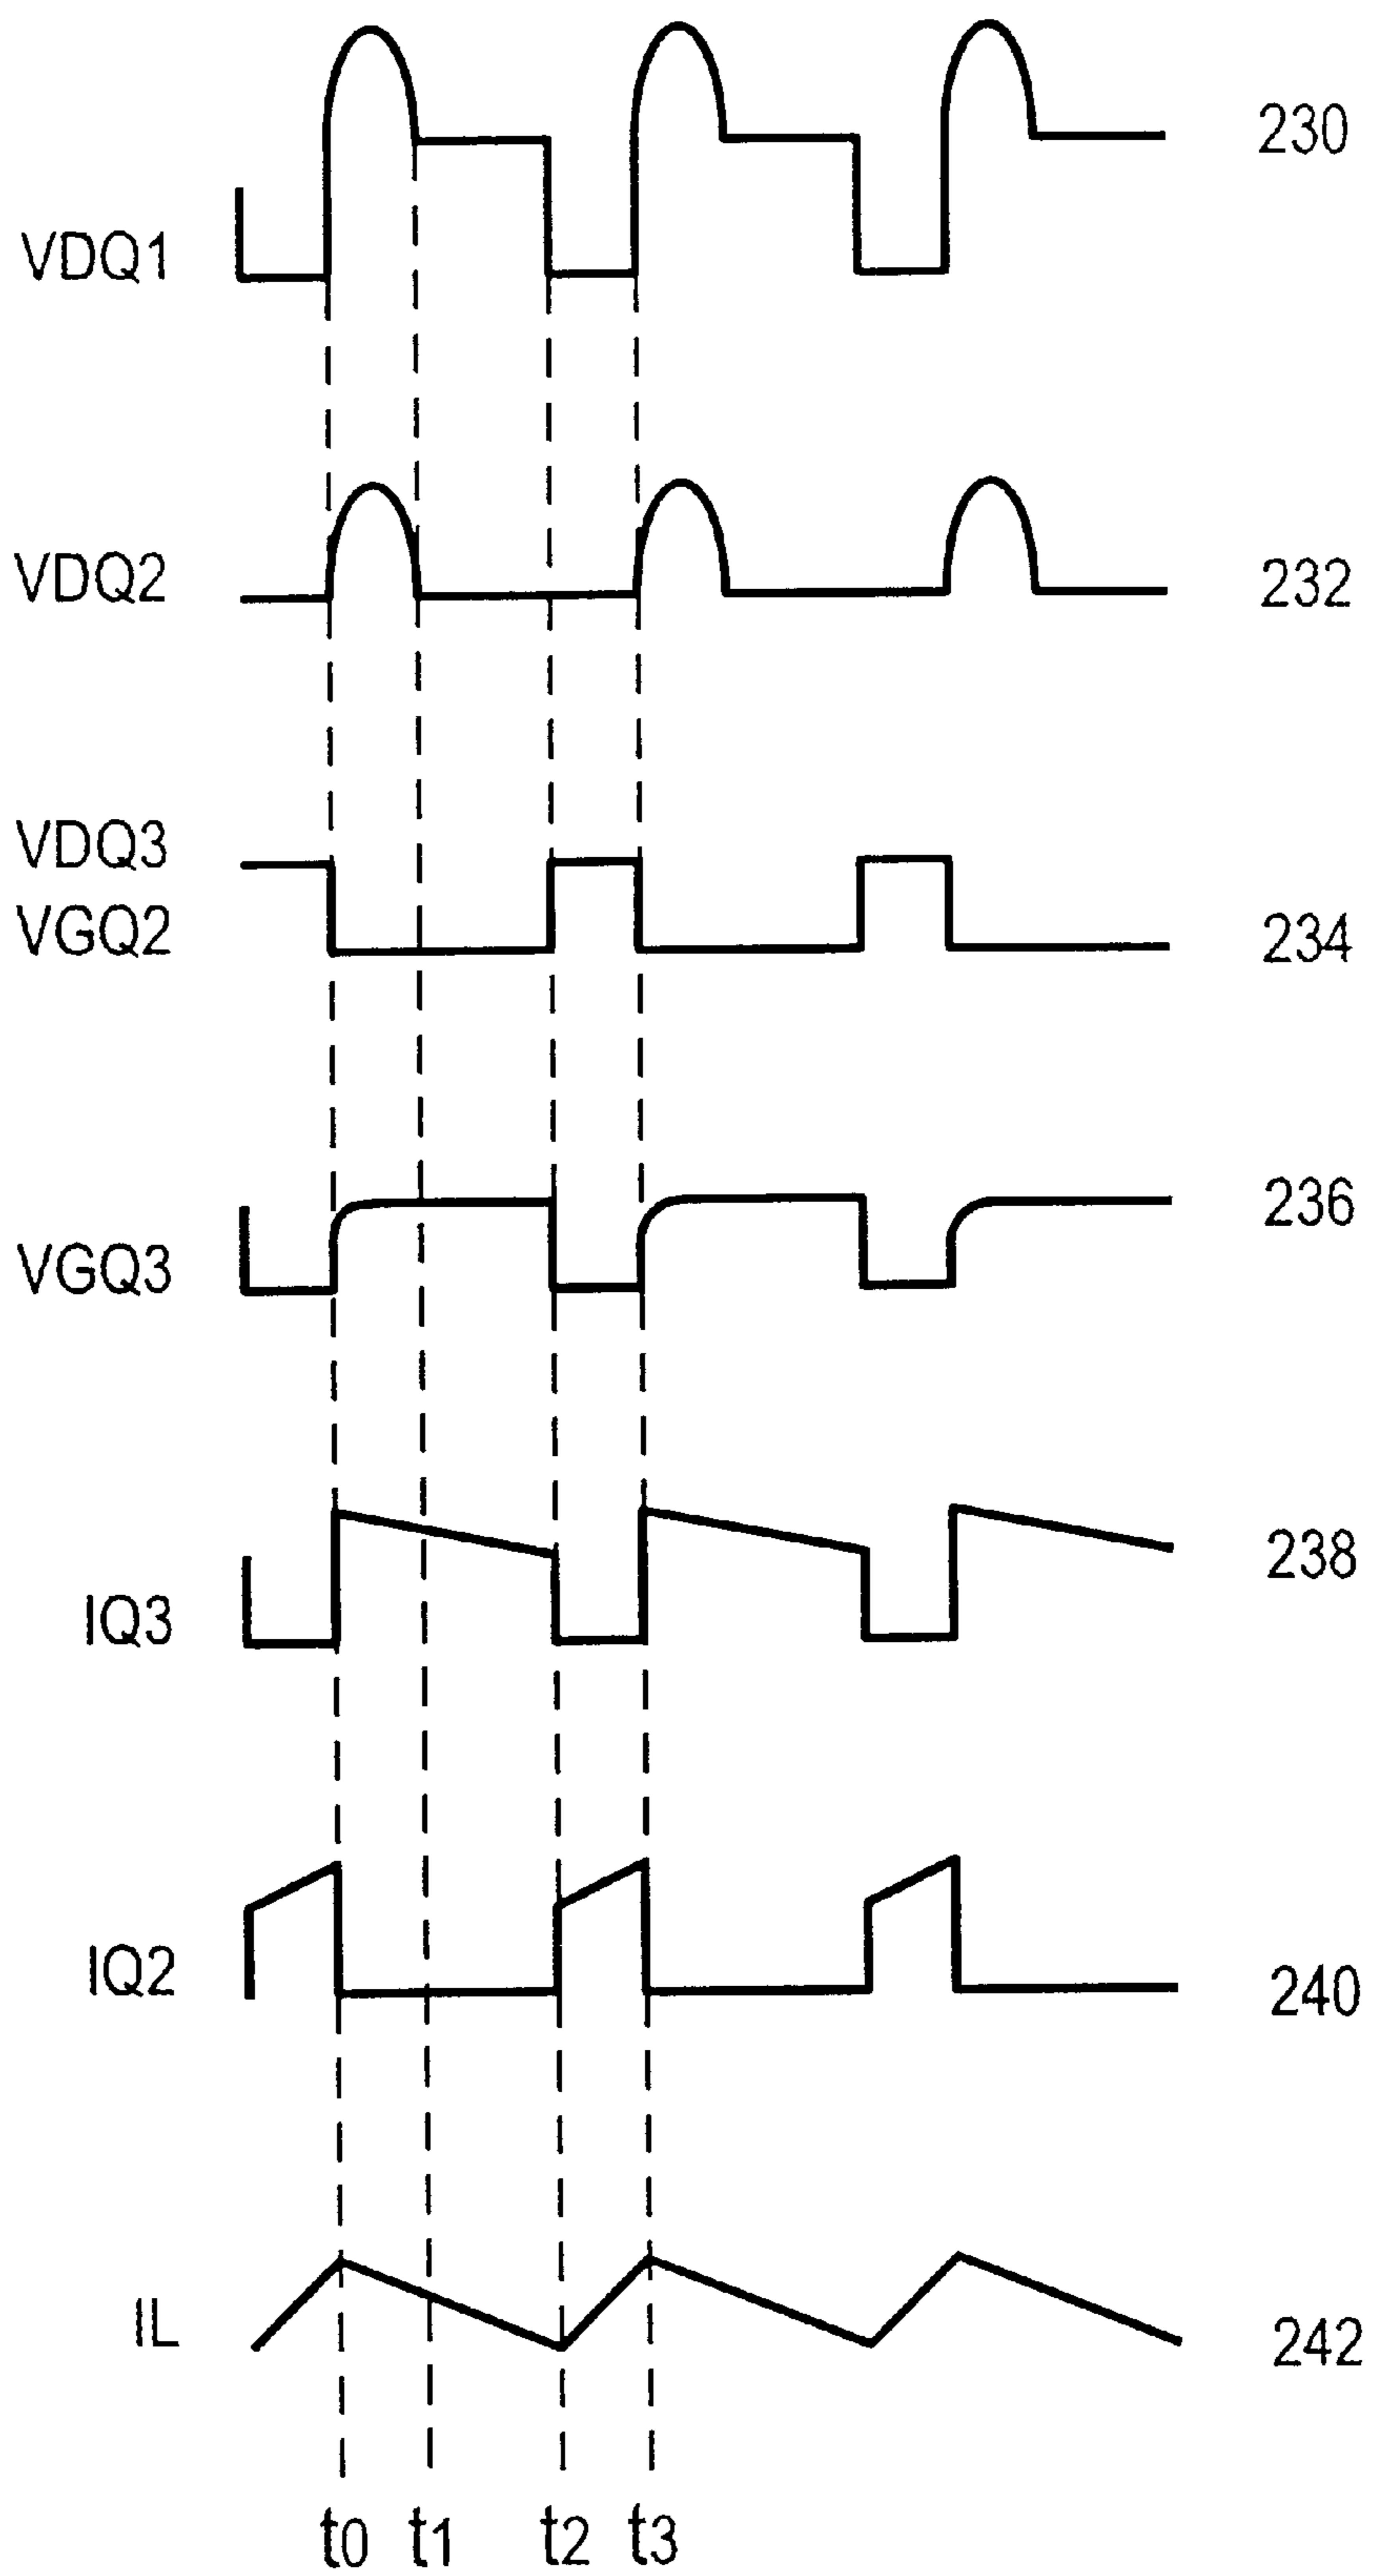 230
VDQ1
VDQ2 232
VDQ3
VGQ2 234
236
VGQ3
238
IQ3
IQ2 240
IL 242
t0 t1 t2 t3